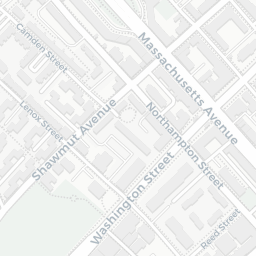 Camden Street
Massachusetts Avenue
Lenox Street
Shawmut Avenue
Northampton Street
Washington Street
Reed Street